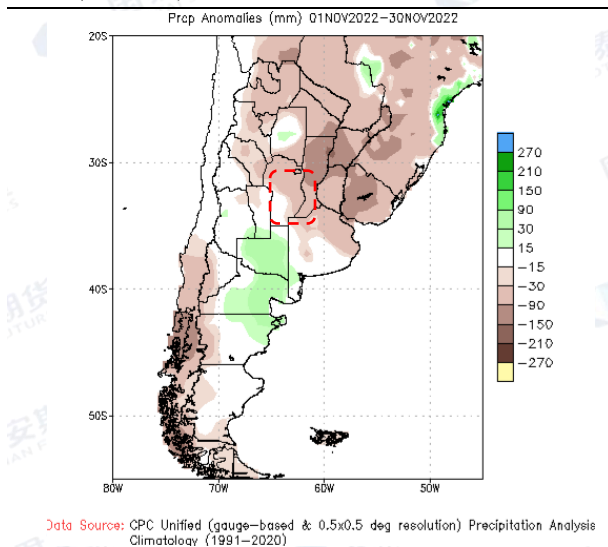 Prcp Anomalies (mm) 01NOV2022-30NOV2022
20S
30S
40S
50S
80W 70W 60W 50W
270
210
150
90
30
15
-15
-30
-90
-150
-210
-270
Data Source: CPC Unified (gauge-based & 0.5x0.5 deg resolution) Precipitation Analysis
Climatology (1991-2020)